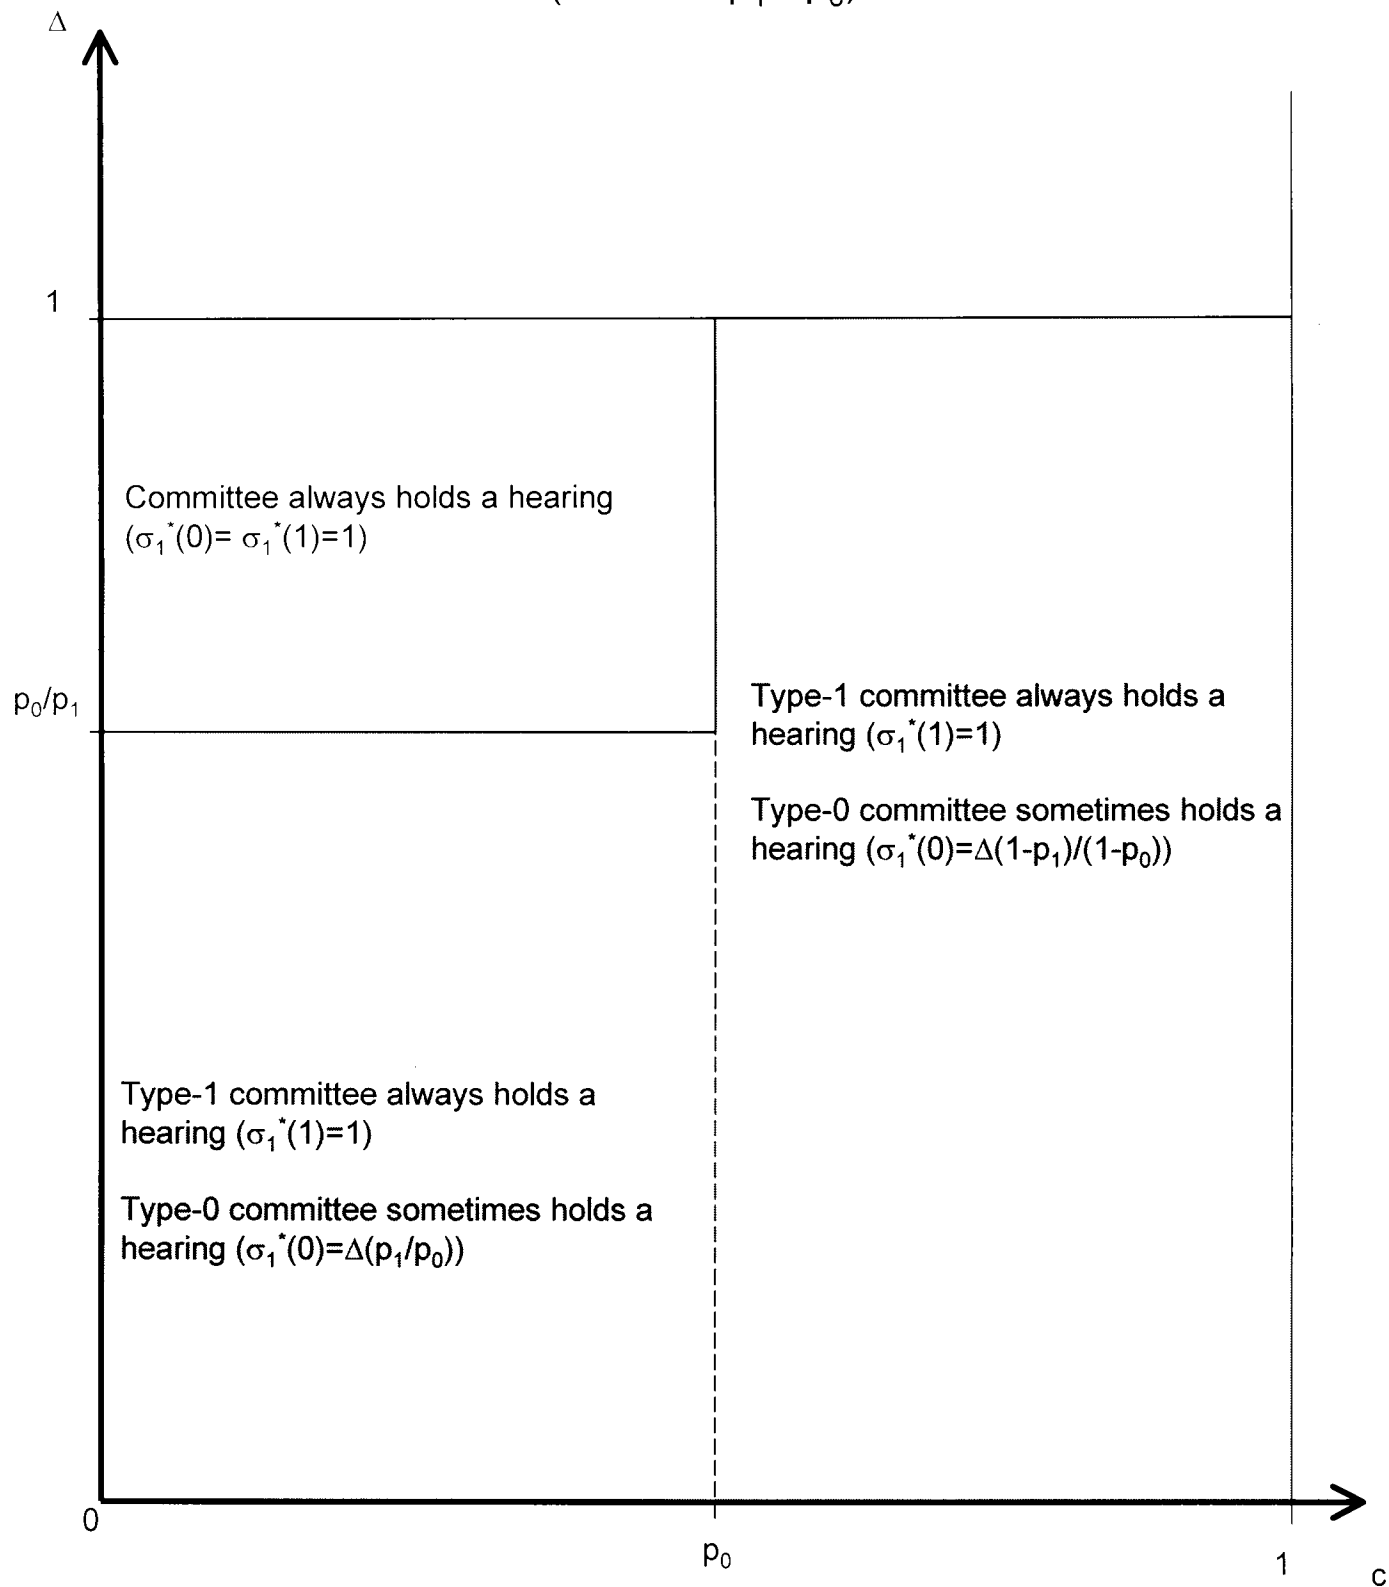 Δ
1
Committee always holds a hearing
(σ₁*(0)= σ₁*(1)=1)
p₀/p₁
Type-1 committee always holds a
hearing (σ₁*(1)=1)
Type-0 committee sometimes holds a
hearing (σ₁*(0)=Δ(1-p₁)/(1-p₀))
Type-1 committee always holds a
hearing (σ₁*(1)=1)
Type-0 committee sometimes holds a
hearing (σ₁*(0)=Δ(p₁/p₀))
0
p₀
1
c